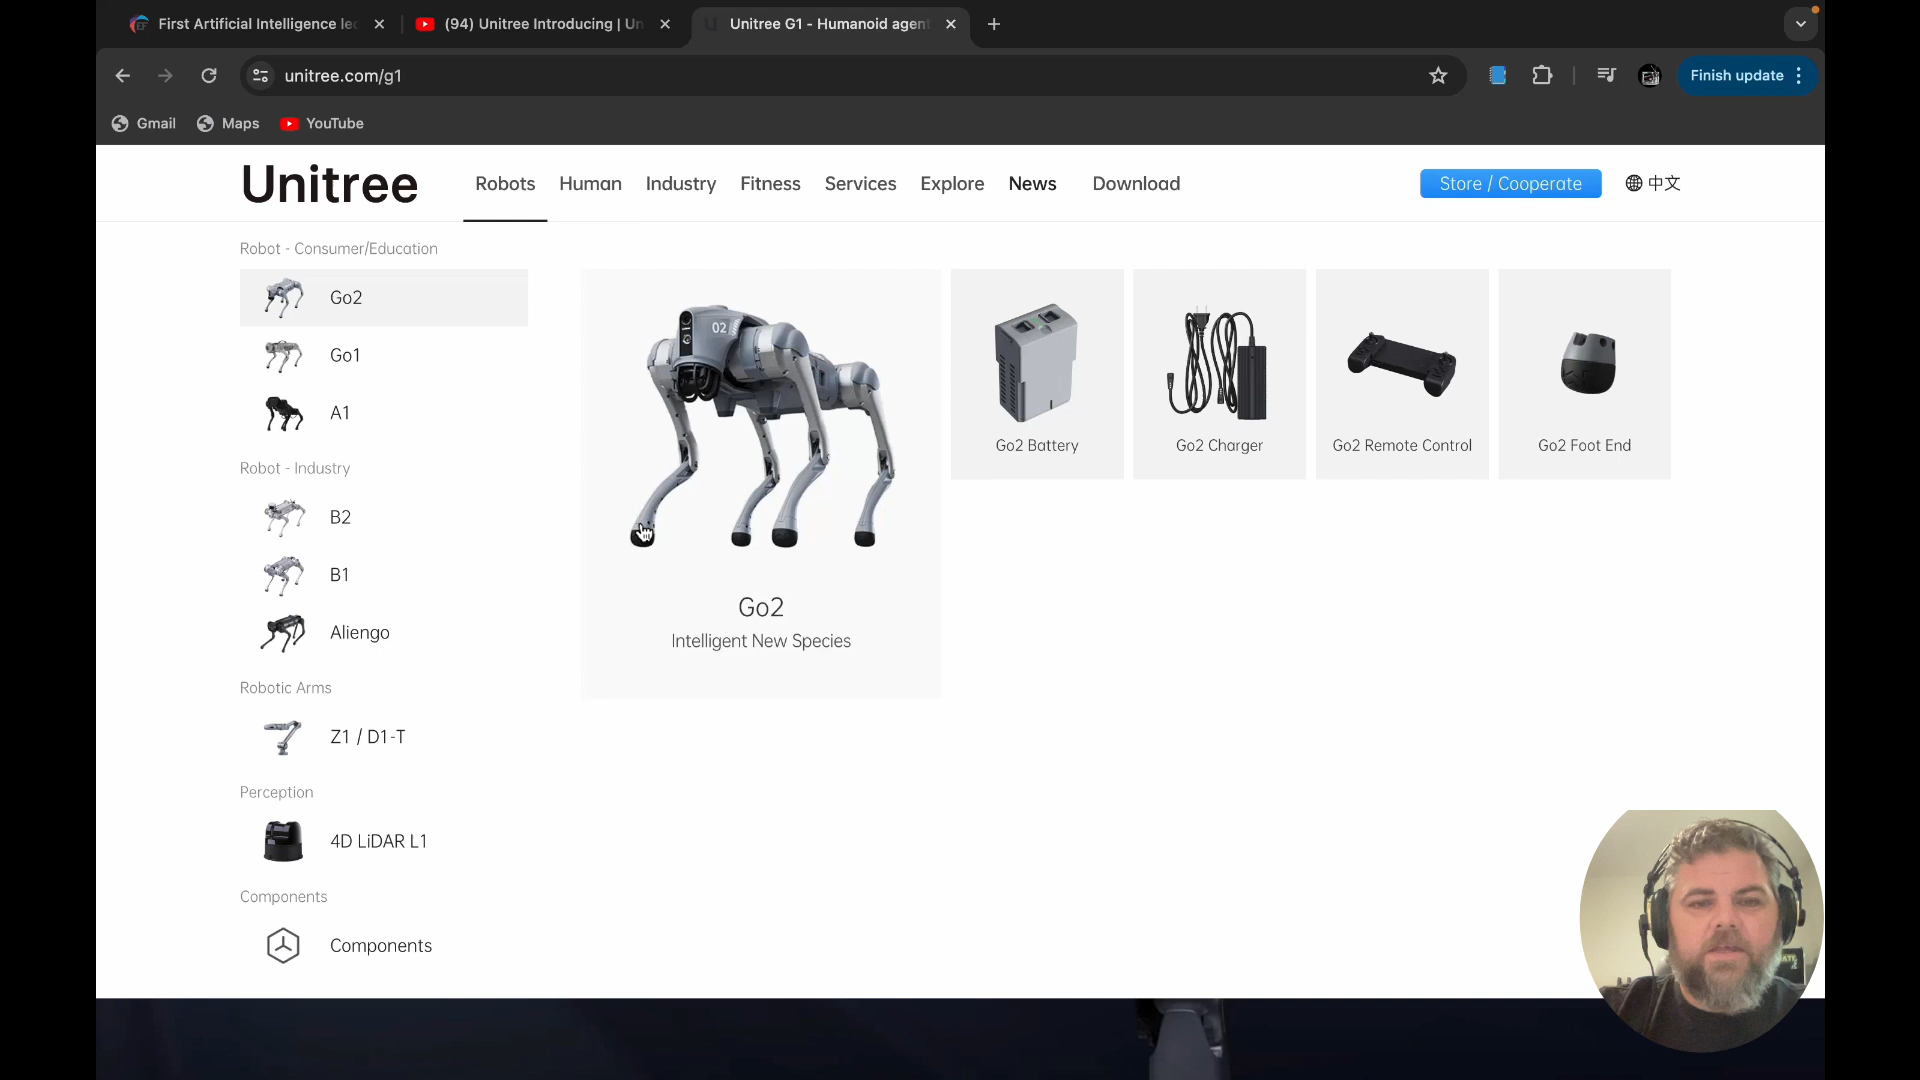 First Artificial Intelligence le
(94) Unitree Introducing | Un
Unitree G1 - Humanoid agen
unitree.com/g1
Finish update
Gmail
Maps
YouTube
Unitree
Robots
Human
Industry
Fitness
Services
Explore
News
Download
Store / Cooperate
中文
Robot - Consumer/Education
Go2
Go1
A1
Robot - Industry
B2
B1
Aliengo
Robotic Arms
Z1 / D1-T
Perception
4D LiDAR L1
Components
Components
02
Go2
Intelligent New Species
Go2 Battery
Go2 Charger
Go2 Remote Control
Go2 Foot End